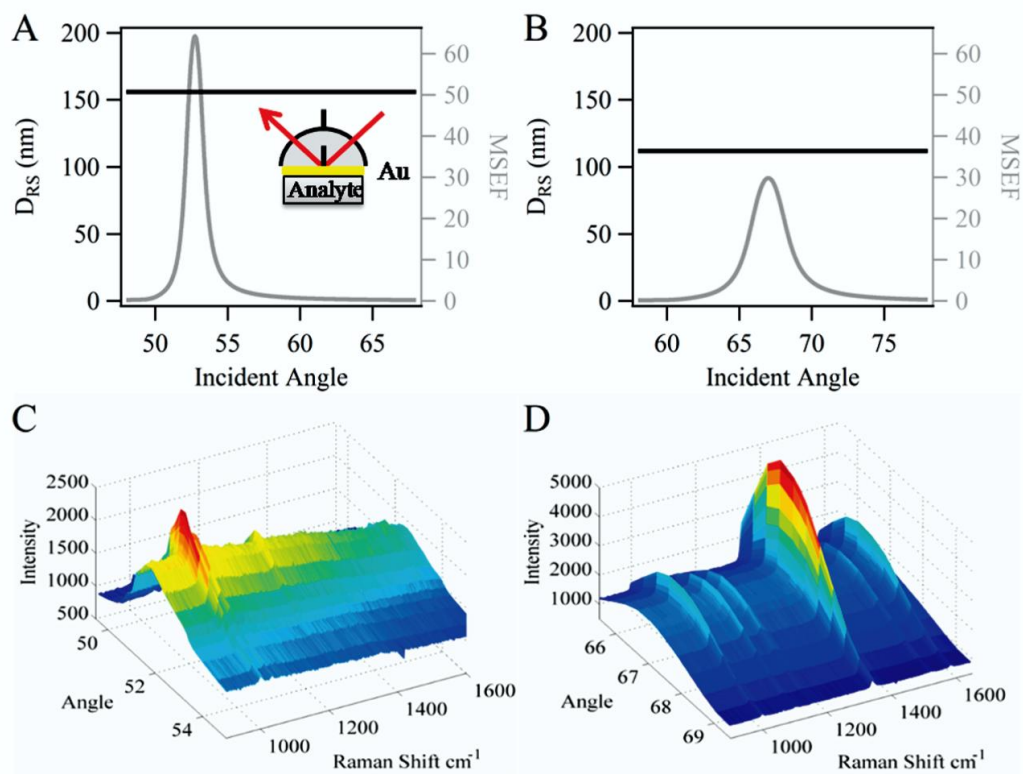 A
200
150
100
50
0
D_RS (nm)
60
50
40
30
20
10
0
MSEF
Au
Analyte
50 55 60 65
Incident Angle
B
200
150
100
50
0
D_RS (nm)
60
50
40
30
20
10
0
MSEF
60 65 70 75
Incident Angle
C
2500
2000
1500
1000
500
Intensity
50
52
54
Angle
1000
1200
1400
1600
Raman Shift cm⁻¹
D
5000
4000
3000
2000
1000
Intensity
66
67
68
69
Angle
1000
1200
1400
1600
Raman Shift cm⁻¹